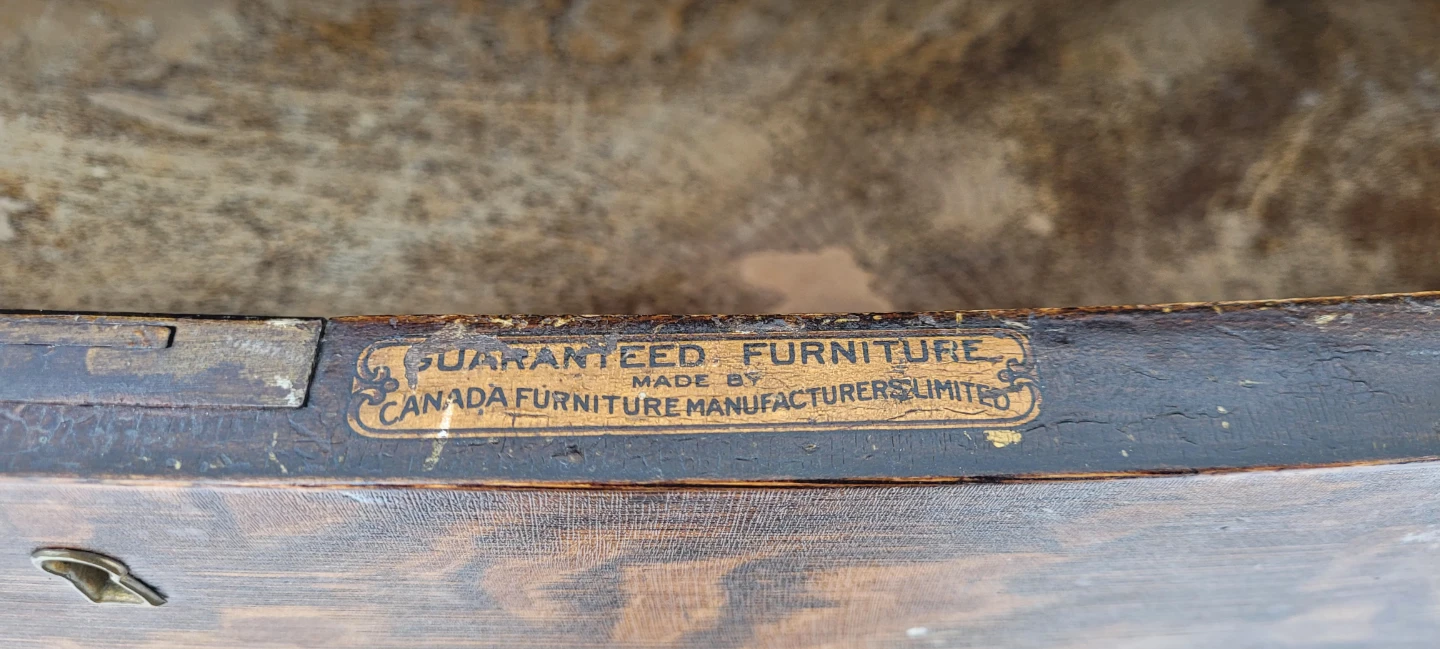 GUARANTEED FURNITURE
MADE BY
CANADA FURNITURE MANUFACTURERS LIMITED